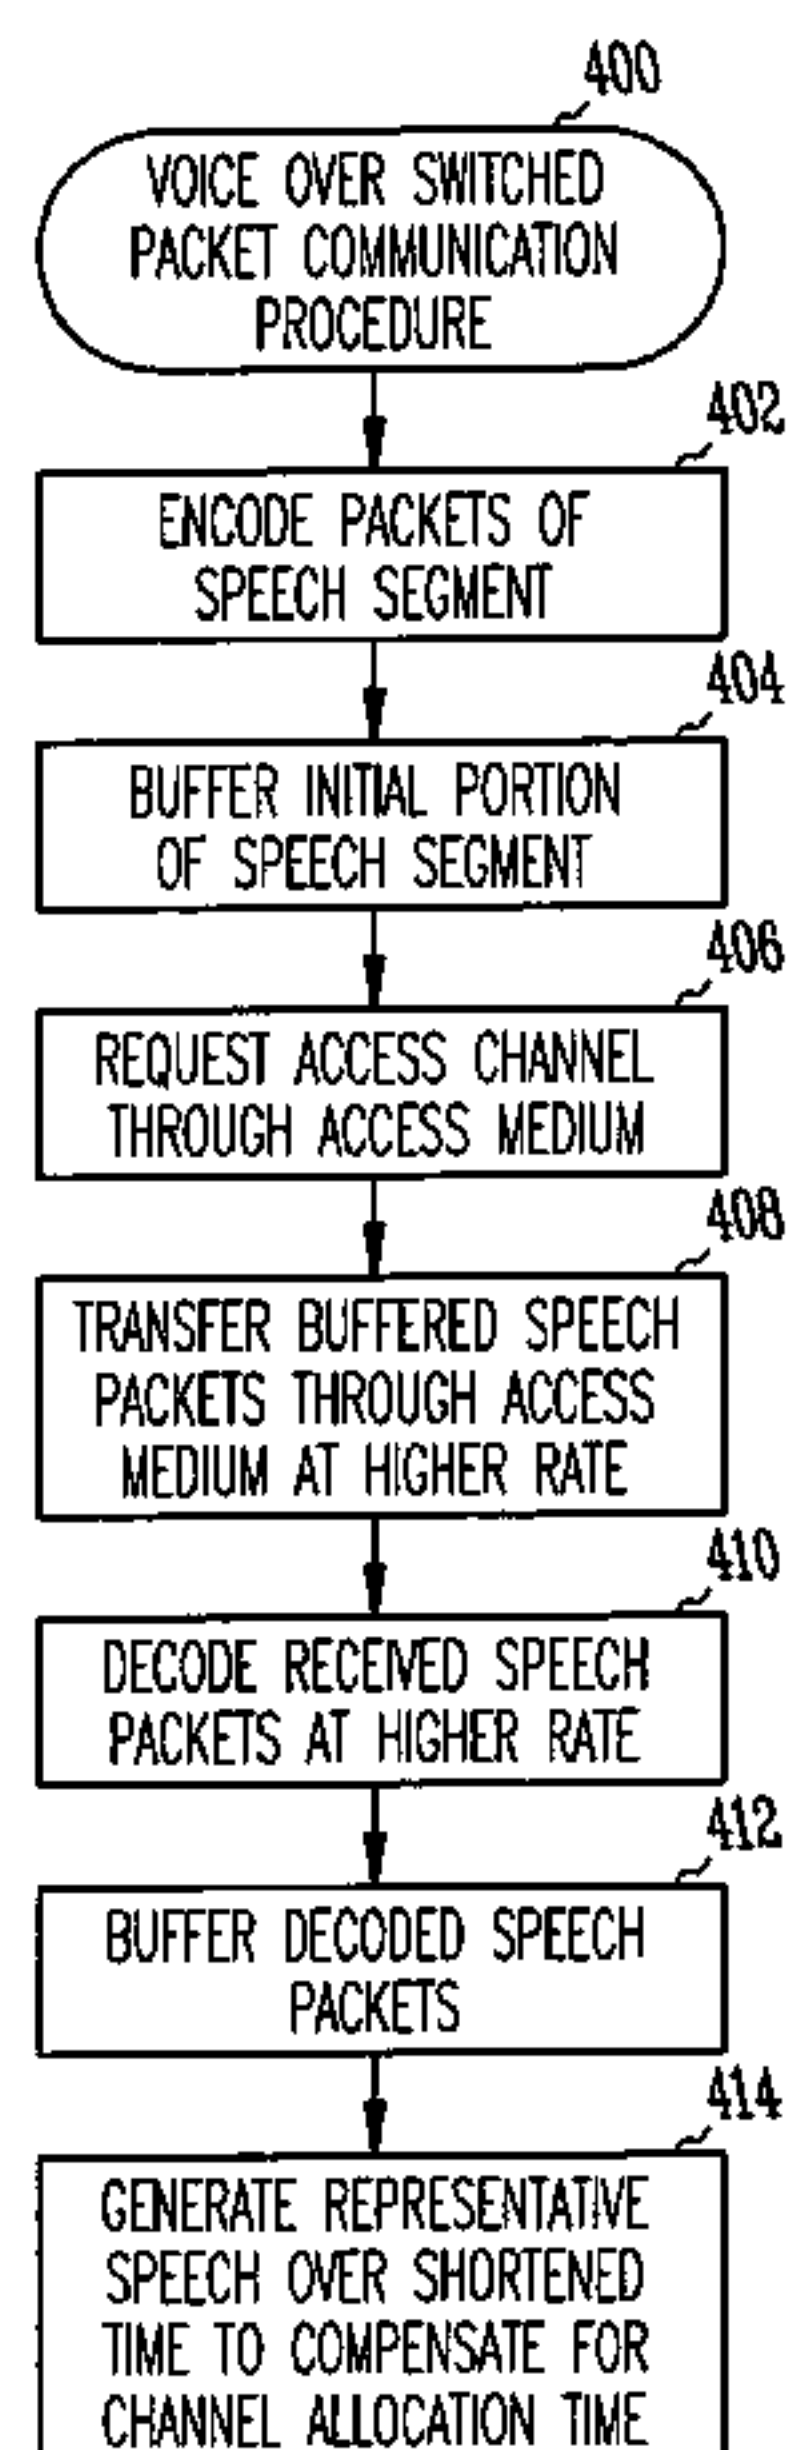 400
VOICE OVER SWITCHED
PACKET COMMUNICATION
PROCEDURE
402
ENCODE PACKETS OF
SPEECH SEGMENT
404
BUFFER INITIAL PORTION
OF SPEECH SEGMENT
406
REQUEST ACCESS CHANNEL
THROUGH ACCESS MEDIUM
408
TRANSFER BUFFERED SPEECH
PACKETS THROUGH ACCESS
MEDIUM AT HIGHER RATE
410
DECODE RECEIVED SPEECH
PACKETS AT HIGHER RATE
412
BUFFER DECODED SPEECH
PACKETS
414
GENERATE REPRESENTATIVE
SPEECH OVER SHORTENED
TIME TO COMPENSATE FOR
CHANNEL ALLOCATION TIME